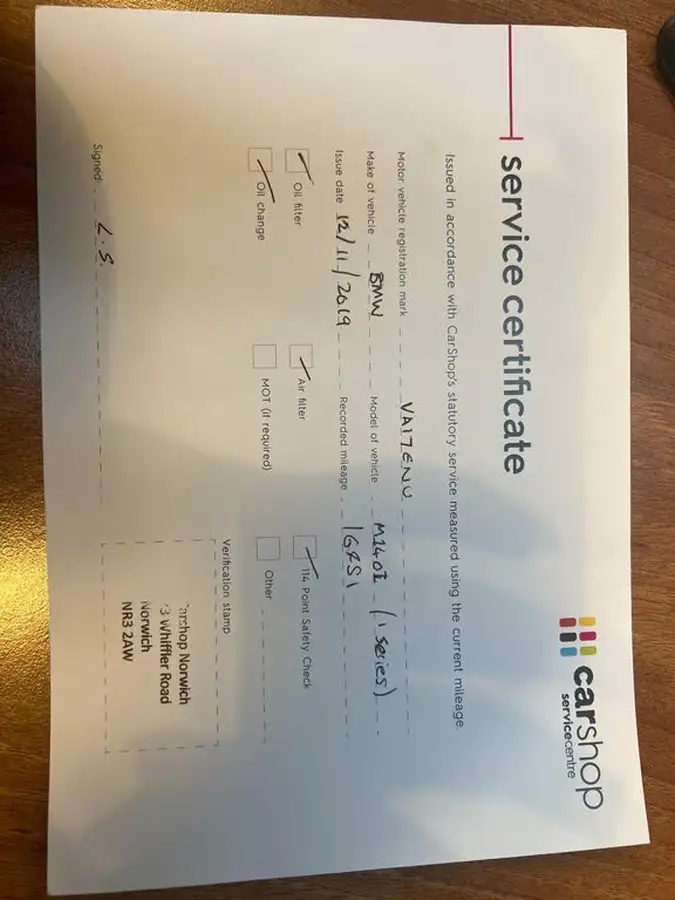 carshop
servicecentre
service certificate
Issued in accordance with CarShop's statutory service measured using the current mileage.
Motor vehicle registration mark VA17ENU
Make of vehicle BMW Model of vehicle M140I (1 series)
Issue date 12/11/2019 Recorded mileage
Oil filter Air filter 114 Point Safety Check
Oil change MOT (if required) Other
Verification stamp
arshop Norwich
3 Whiffler Road
Norwich
NR3 2AW
Signed: L.S.